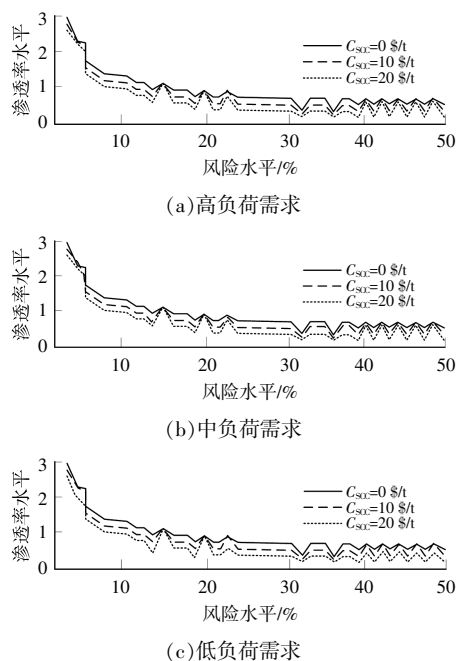 渗透率水平
3
2
1
0
C_SCC=0 $/t
C_SCC=10 $/t
C_SCC=20 $/t
10 20 30 40 50
风险水平/%
(a)高负荷需求
渗透率水平
3
2
1
0
C_SCC=0 $/t
C_SCC=10 $/t
C_SCC=20 $/t
10 20 30 40 50
风险水平/%
(b)中负荷需求
渗透率水平
3
2
1
0
C_SCC=0 $/t
C_SCC=10 $/t
C_SCC=20 $/t
10 20 30 40 50
风险水平/%
(c)低负荷需求